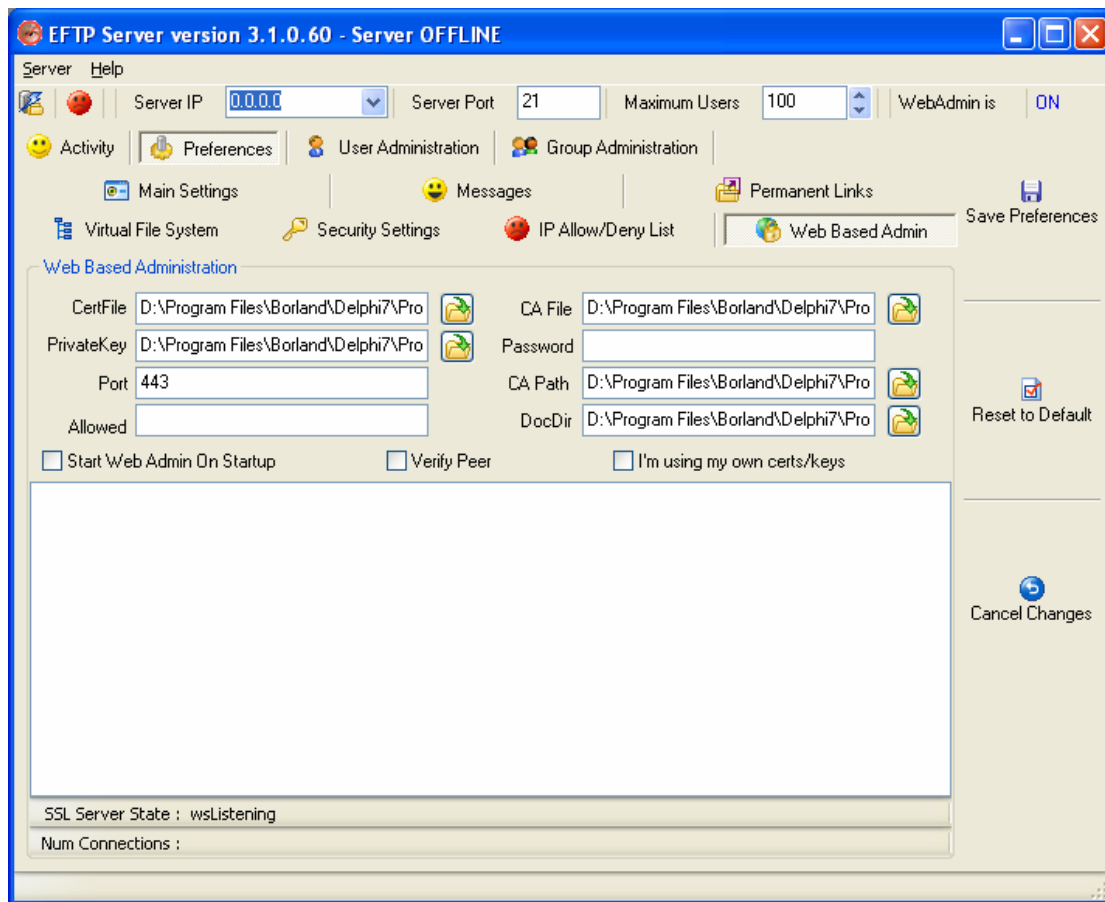 EFTP Server version 3.1.0.60 - Server OFFLINE
Server Help
Server IP 0.0.0.0 Server Port 21 Maximum Users 100 WebAdmin is ON
Activity Preferences User Administration Group Administration
Main Settings Messages Permanent Links
Virtual File System Security Settings IP Allow/Deny List Web Based Admin
Save Preferences
Web Based Administration
CertFile D:\Program Files\Borland\Delphi7\Pro CA File D:\Program Files\Borland\Delphi7\Pro
PrivateKey D:\Program Files\Borland\Delphi7\Pro Password
Port 443 CA Path D:\Program Files\Borland\Delphi7\Pro
Allowed DocDir D:\Program Files\Borland\Delphi7\Pro
Reset to Default
Start Web Admin On Startup Verify Peer I'm using my own certs/keys
Cancel Changes
SSL Server State : wsListening
Num Connections :